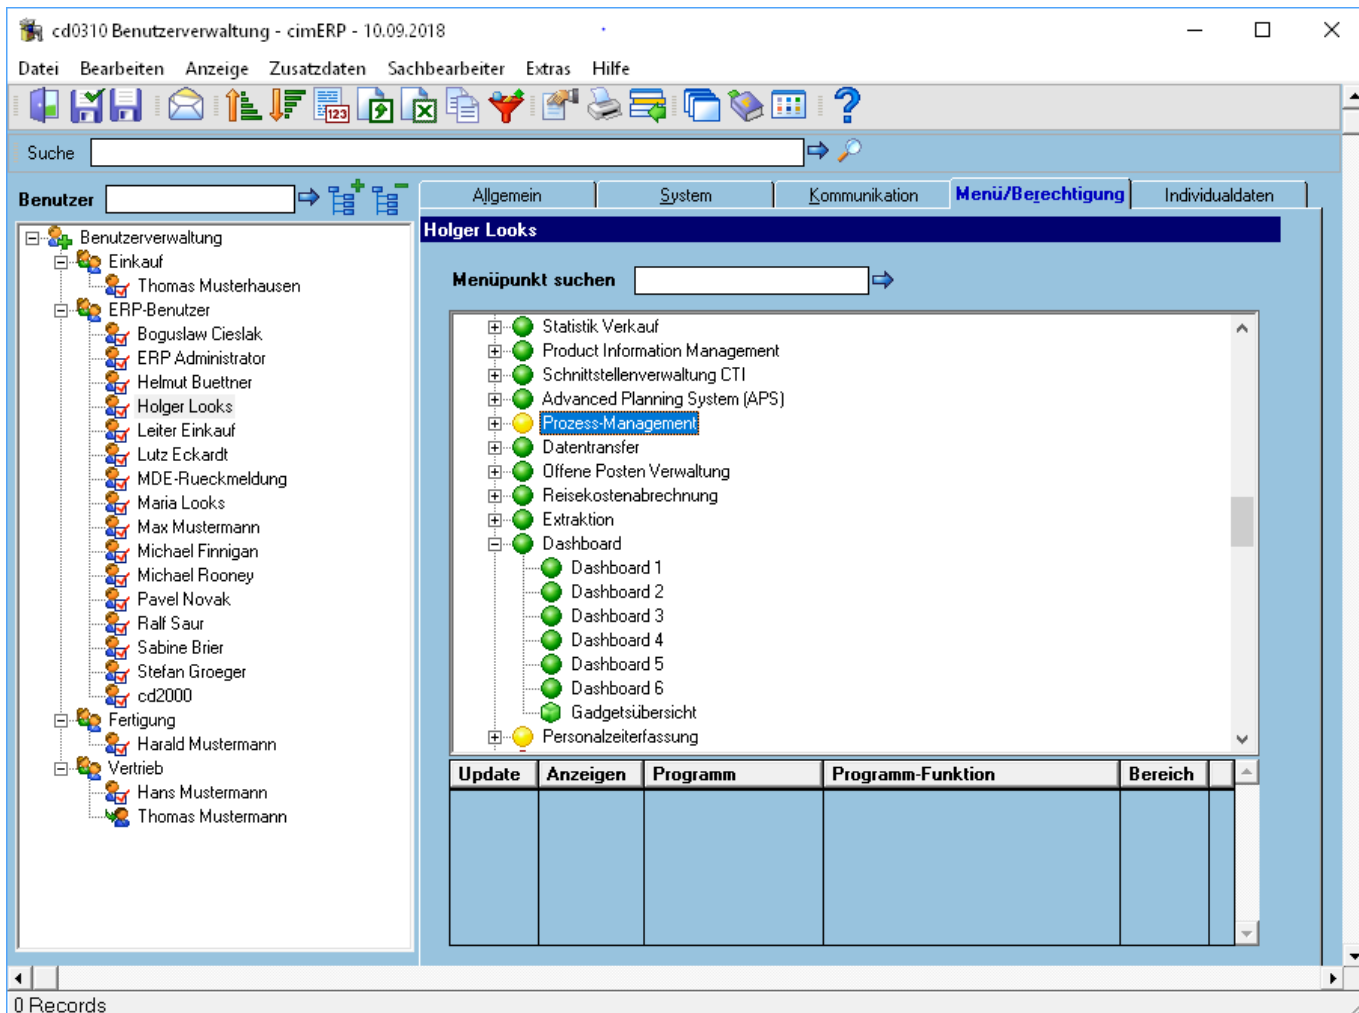 cd0310 Benutzerverwaltung - cimERP - 10.09.2018
Datei Bearbeiten Anzeige Zusatzdaten Sachbearbeiter Extras Hilfe
123
Suche
Benutzer
Benutzerverwaltung
Einkauf
Thomas Musterhausen
ERP-Benutzer
Boguslaw Cieslak
ERP Administrator
Helmut Buettner
Holger Looks
Leiter Einkauf
Lutz Eckardt
MDE-Rueckmeldung
Maria Looks
Max Mustermann
Michael Finnigan
Michael Rooney
Pavel Novak
Ralf Saur
Sabine Brier
Stefan Groeger
cd2000
Fertigung
Harald Mustermann
Vertrieb
Hans Mustermann
Thomas Mustermann
Allgemein System Kommunikation Menü/Berechtigung Individualdaten
Holger Looks
Menüpunkt suchen
Statistik Verkauf
Product Information Management
Schnittstellenverwaltung CTI
Advanced Planning System (APS)
Prozess-Management
Datentransfer
Offene Posten Verwaltung
Reisekostenabrechnung
Extraktion
Dashboard
Dashboard 1
Dashboard 2
Dashboard 3
Dashboard 4
Dashboard 5
Dashboard 6
Gadgetsübersicht
Personalzeiterfassung
Update Anzeigen Programm Programm-Funktion Bereich
0 Records